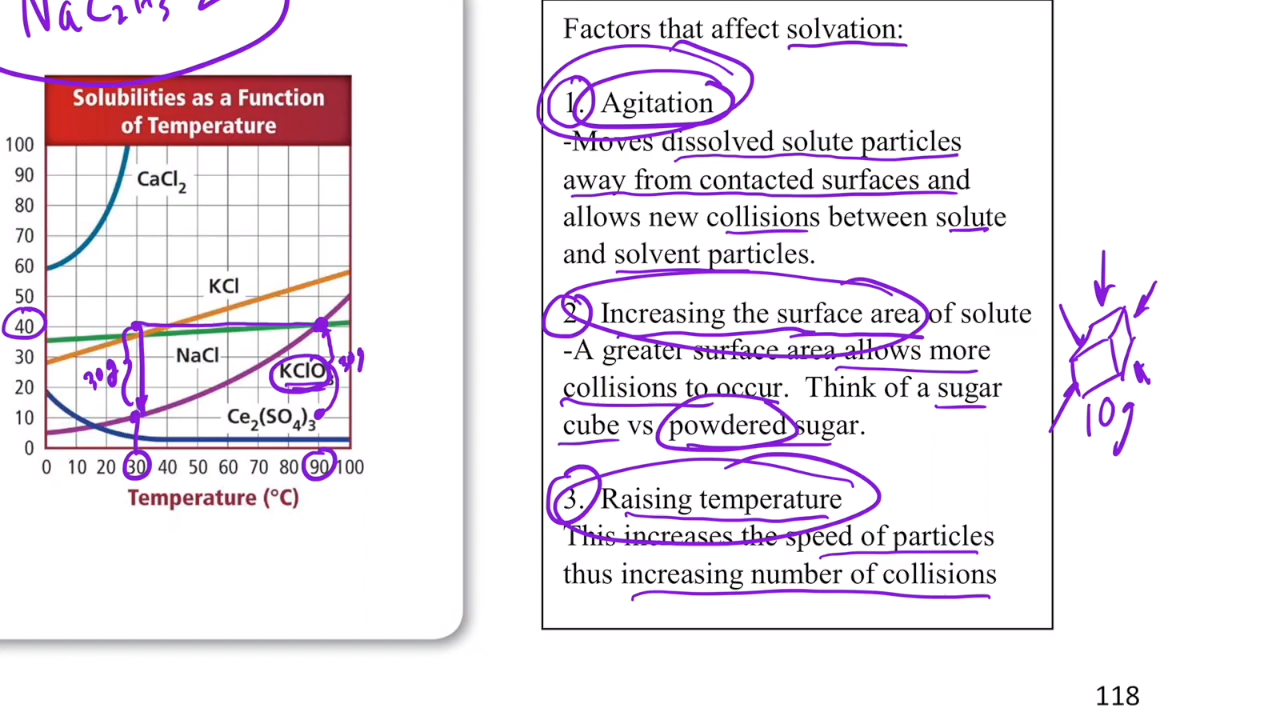 NaC₂H₃
Solubilities as a Function
of Temperature
100
90
80
70
60
50
40
30
20
10
0
CaCl₂
KCl
NaCl
KClO₃
Ce₂(SO₄)₃
30g
30g
0 10 20 30 40 50 60 70 80 90 100
Temperature (°C)
Factors that affect solvation:
1. Agitation
-Moves dissolved solute particles
away from contacted surfaces and
allows new collisions between solute
and solvent particles.
2. Increasing the surface area of solute
-A greater surface area allows more
collisions to occur. Think of a sugar
cube vs powdered sugar.
3. Raising temperature
This increases the speed of particles
thus increasing number of collisions
10g
118